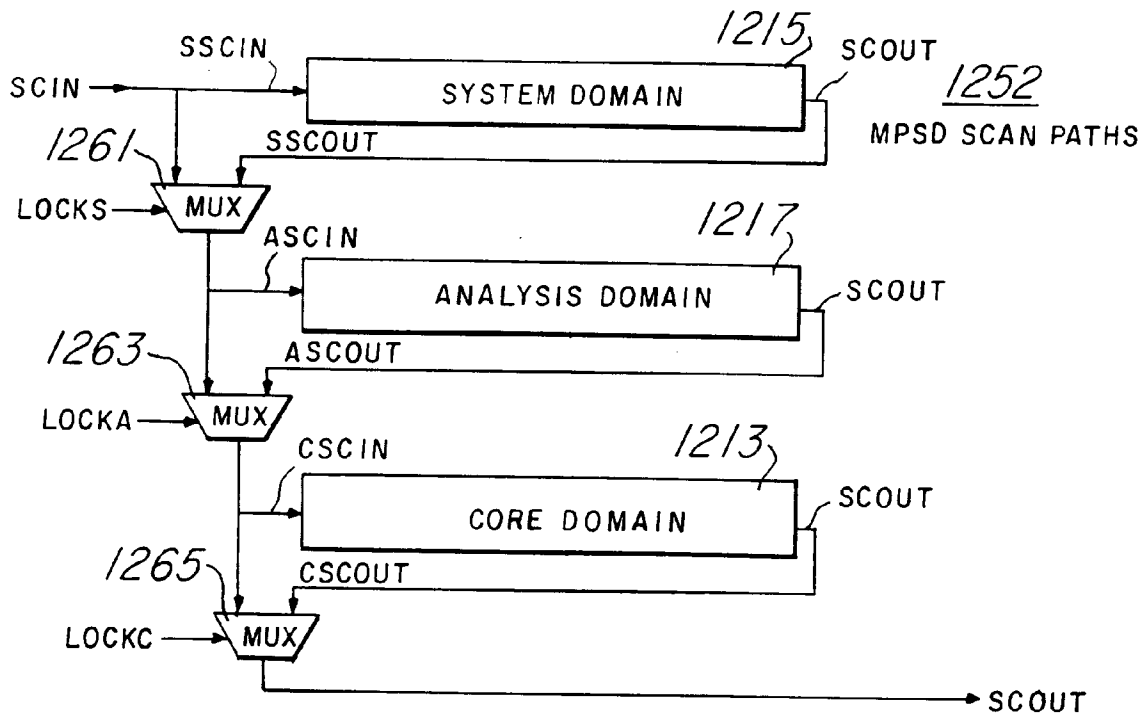 1215
SSCIN
SCOUT
SCIN
SYSTEM DOMAIN
1252
MPSD SCAN PATHS
1261
SSCOUT
LOCKS
MUX
1217
ASCIN
ANALYSIS DOMAIN
SCOUT
1263
ASCOUT
LOCKA
MUX
1213
CSCIN
SCOUT
CORE DOMAIN
1265
CSCOUT
LOCKC
MUX
SCOUT